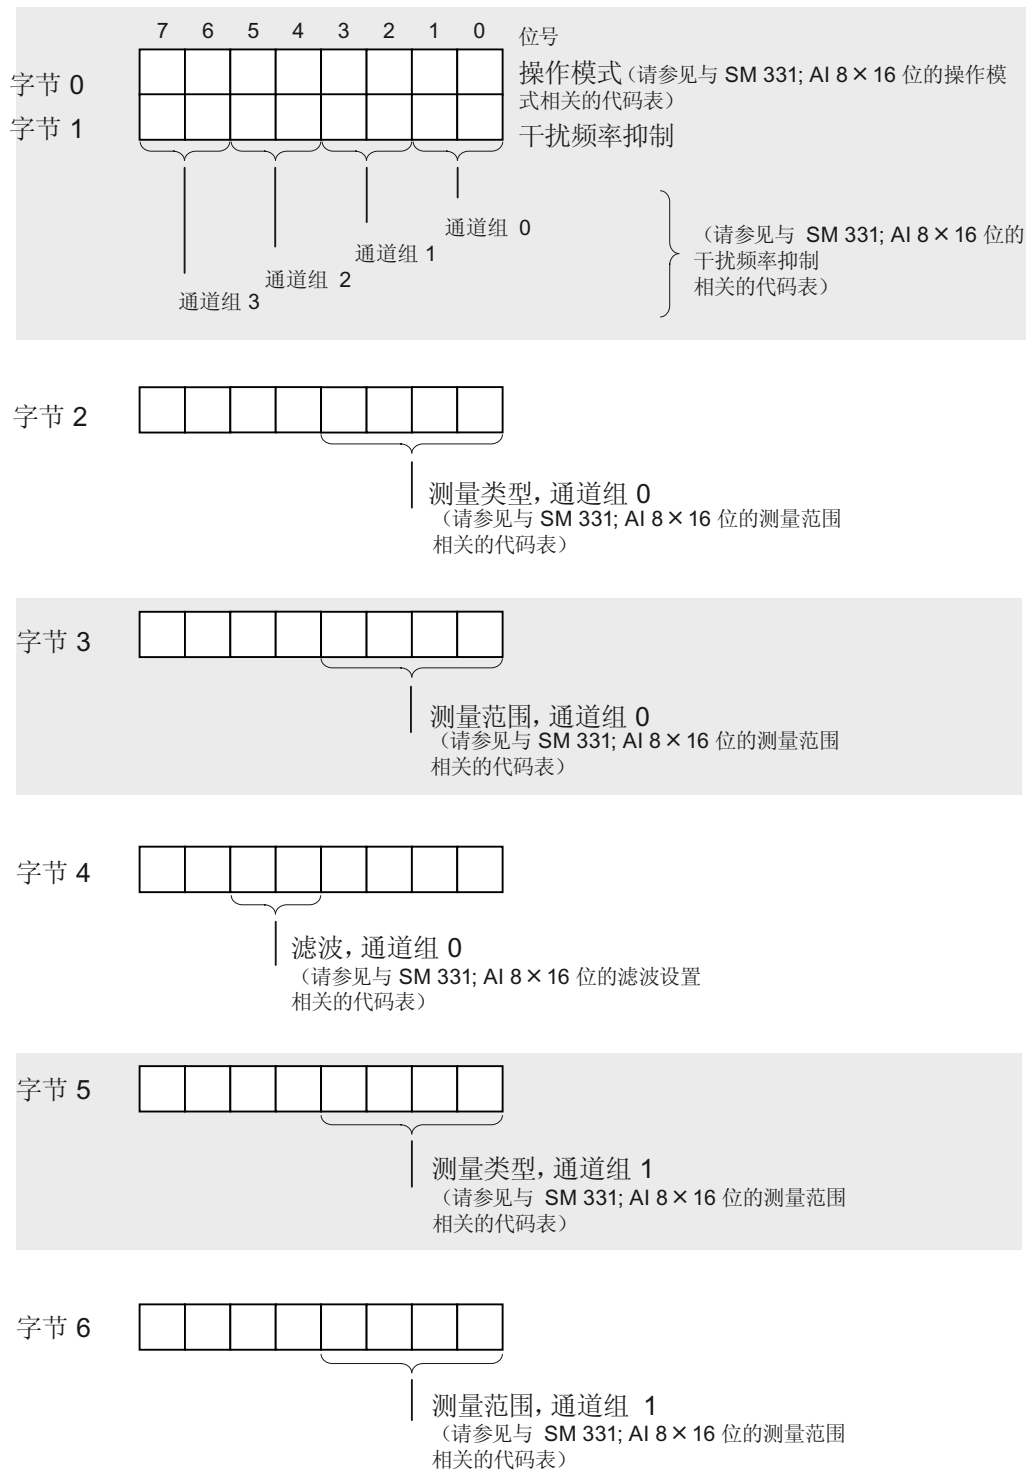 7 6 5 4 3 2 1 0 位号
字节 0
操作模式（请参见与 SM 331; AI 8×16 位的操作模
式相关的代码表）
字节 1
干扰频率抑制
通道组 0
通道组 1
通道组 2
通道组 3
（请参见与 SM 331; AI 8×16 位的
干扰频率抑制
相关的代码表）
字节 2
测量类型，通道组 0
（请参见与 SM 331; AI 8×16 位的测量范围
相关的代码表）
字节 3
测量范围，通道组 0
（请参见与 SM 331; AI 8×16 位的测量范围
相关的代码表）
字节 4
滤波，通道组 0
（请参见与 SM 331; AI 8×16 位的滤波设置
相关的代码表）
字节 5
测量类型，通道组 1
（请参见与 SM 331; AI 8×16 位的测量范围
相关的代码表）
字节 6
测量范围，通道组 1
（请参见与 SM 331; AI 8×16 位的测量范围
相关的代码表）